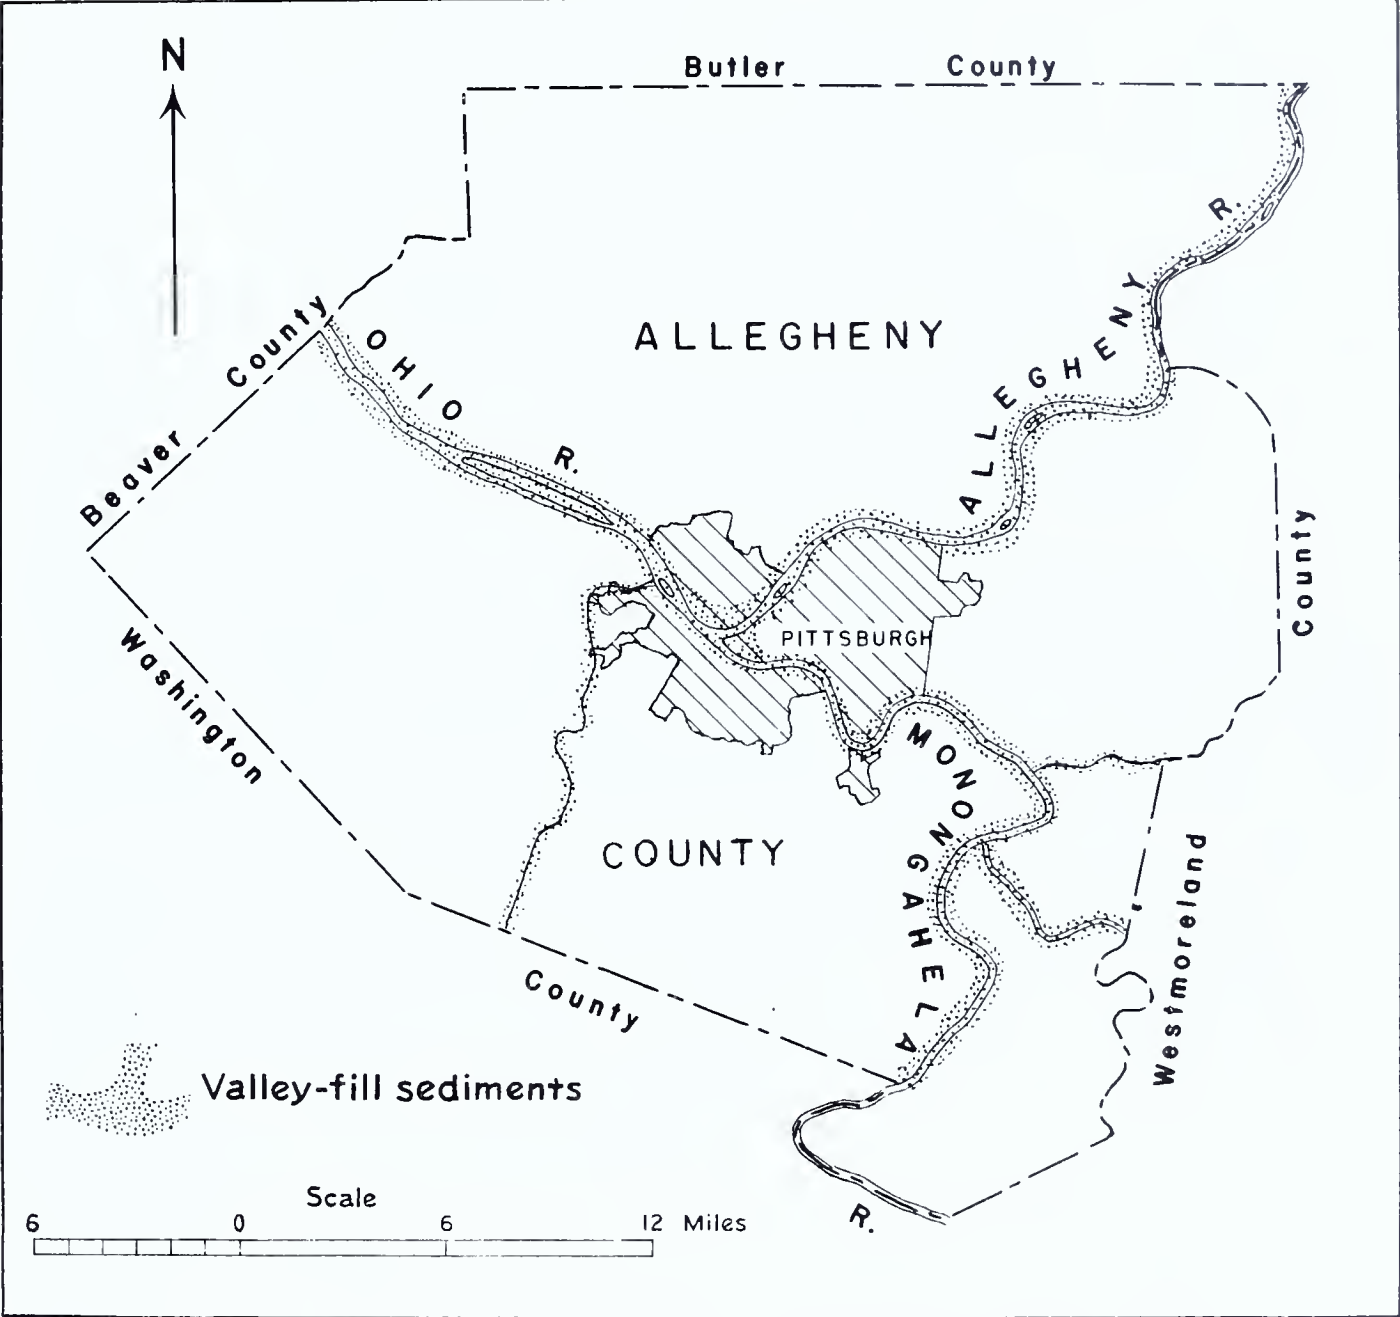 N
Butler County
R.
Beaver County
OHIO R.
ALLEGHENY
ALLEGHENY
County
PITTSBURGH
Washington
MONONGAHELA
COUNTY
Westmoreland
County
Valley-fill sediments
Scale
6 0 6 12 Miles
R.